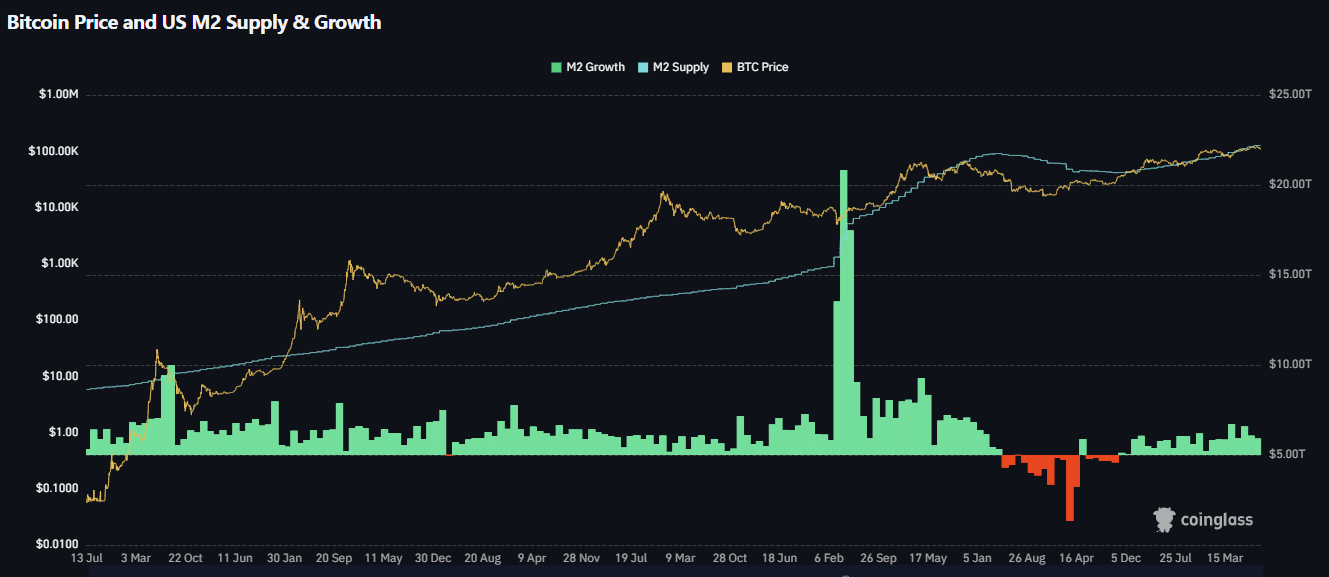 Bitcoin Price and US M2 Supply & Growth
M2 Growth M2 Supply BTC Price
$1.00M $25.00T
$100.00K
$20.00T
$10.00K
$1.00K $15.00T
$100.00
$10.00 $10.00T
$1.00 $5.00T
$0.1000
coinglass
$0.0100
13 Jul 3 Mar 22 Oct 11 Jun 30 Jan 20 Sep 11 May 30 Dec 20 Aug 9 Apr 28 Nov 19 Jul 9 Mar 28 Oct 18 Jun 6 Feb 26 Sep 17 May 5 Jan 26 Aug 16 Apr 5 Dec 25 Jul 15 Mar